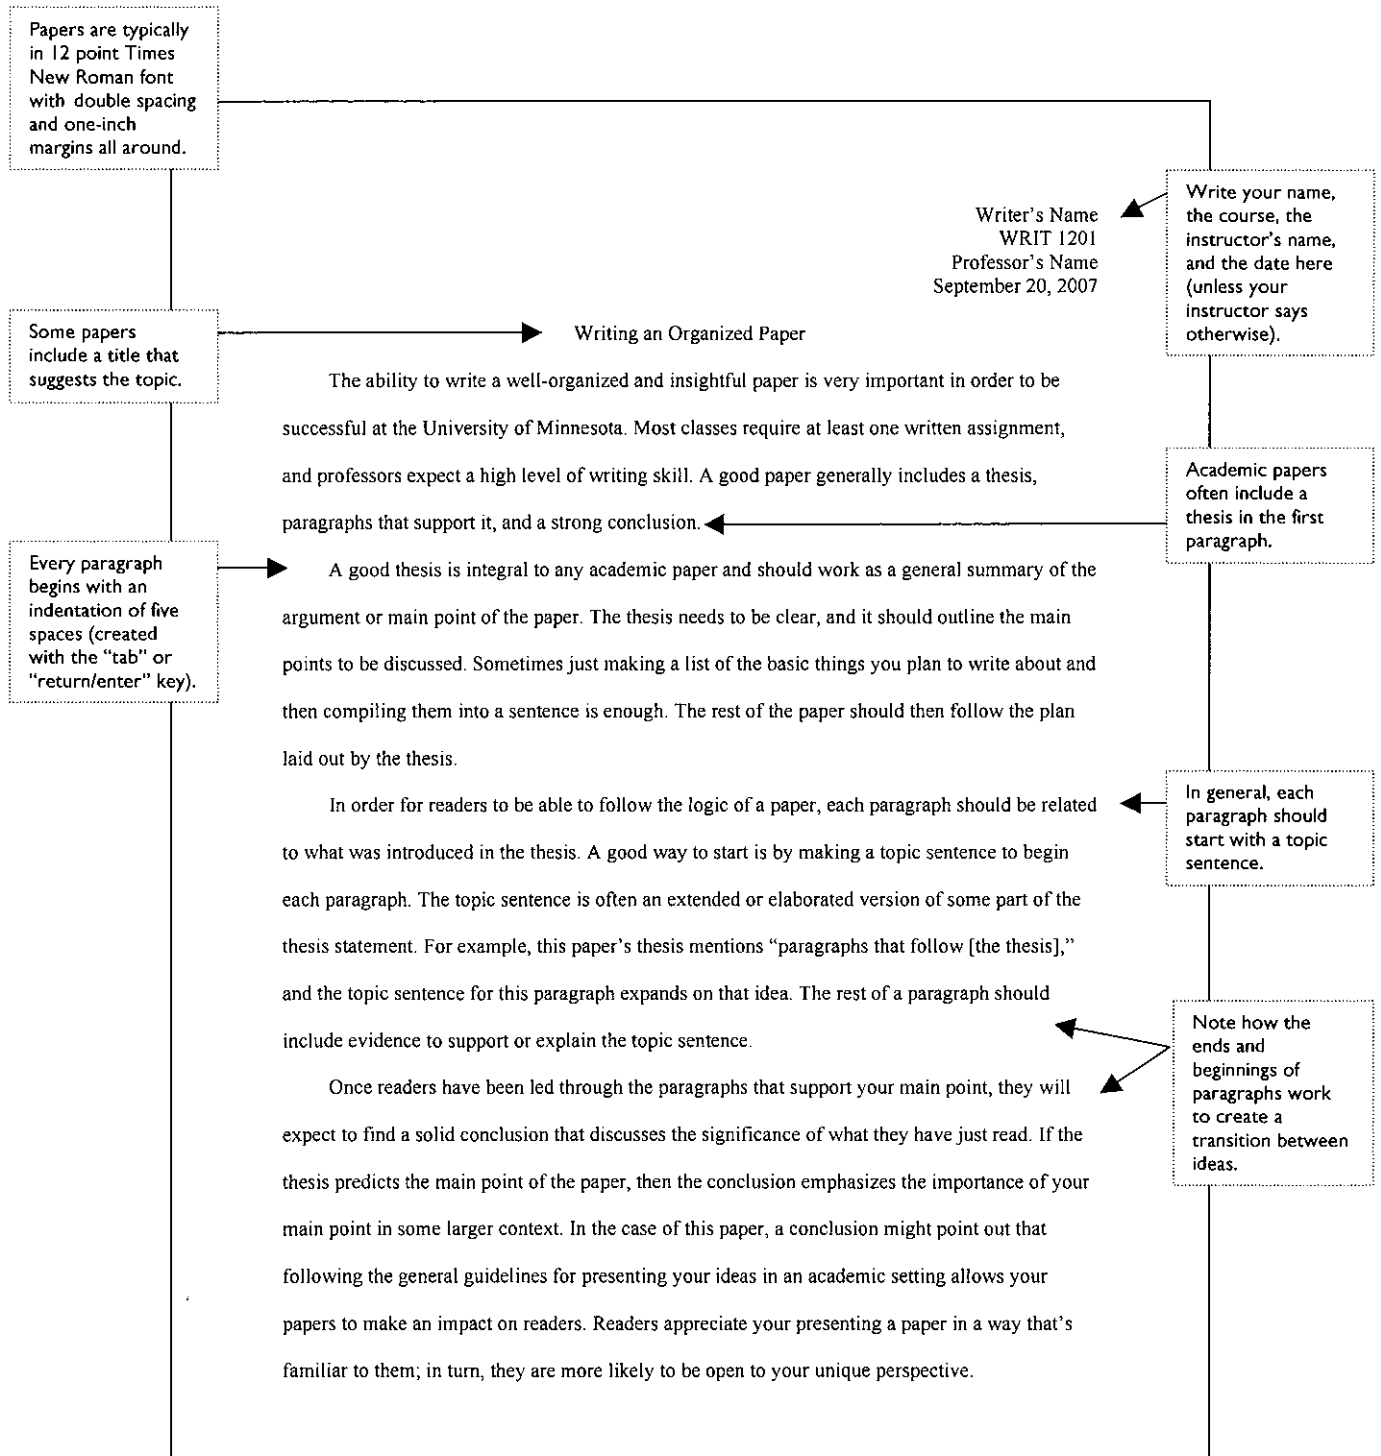 Papers are typically
in 12 point Times
New Roman font
with double spacing
and one-inch
margins all around.
Write your name,
the course, the
instructor's name,
and the date here
(unless your
instructor says
otherwise).
Writer's Name
WRIT 1201
Professor's Name
September 20, 2007
Some papers
include a title that
suggests the topic.
Writing an Organized Paper
The ability to write a well-organized and insightful paper is very important in order to be
successful at the University of Minnesota. Most classes require at least one written assignment,
and professors expect a high level of writing skill. A good paper generally includes a thesis,
paragraphs that support it, and a strong conclusion.
Academic papers
often include a
thesis in the first
paragraph.
Every paragraph
begins with an
indentation of five
spaces (created
with the "tab" or
"return/enter" key).
A good thesis is integral to any academic paper and should work as a general summary of the
argument or main point of the paper. The thesis needs to be clear, and it should outline the main
points to be discussed. Sometimes just making a list of the basic things you plan to write about and
then compiling them into a sentence is enough. The rest of the paper should then follow the plan
laid out by the thesis.
In order for readers to be able to follow the logic of a paper, each paragraph should be related
to what was introduced in the thesis. A good way to start is by making a topic sentence to begin
each paragraph. The topic sentence is often an extended or elaborated version of some part of the
thesis statement. For example, this paper's thesis mentions "paragraphs that follow [the thesis],"
and the topic sentence for this paragraph expands on that idea. The rest of a paragraph should
include evidence to support or explain the topic sentence.
In general, each
paragraph should
start with a topic
sentence.
Note how the
ends and
beginnings of
paragraphs work
to create a
transition between
ideas.
Once readers have been led through the paragraphs that support your main point, they will
expect to find a solid conclusion that discusses the significance of what they have just read. If the
thesis predicts the main point of the paper, then the conclusion emphasizes the importance of your
main point in some larger context. In the case of this paper, a conclusion might point out that
following the general guidelines for presenting your ideas in an academic setting allows your
papers to make an impact on readers. Readers appreciate your presenting a paper in a way that's
familiar to them; in turn, they are more likely to be open to your unique perspective.